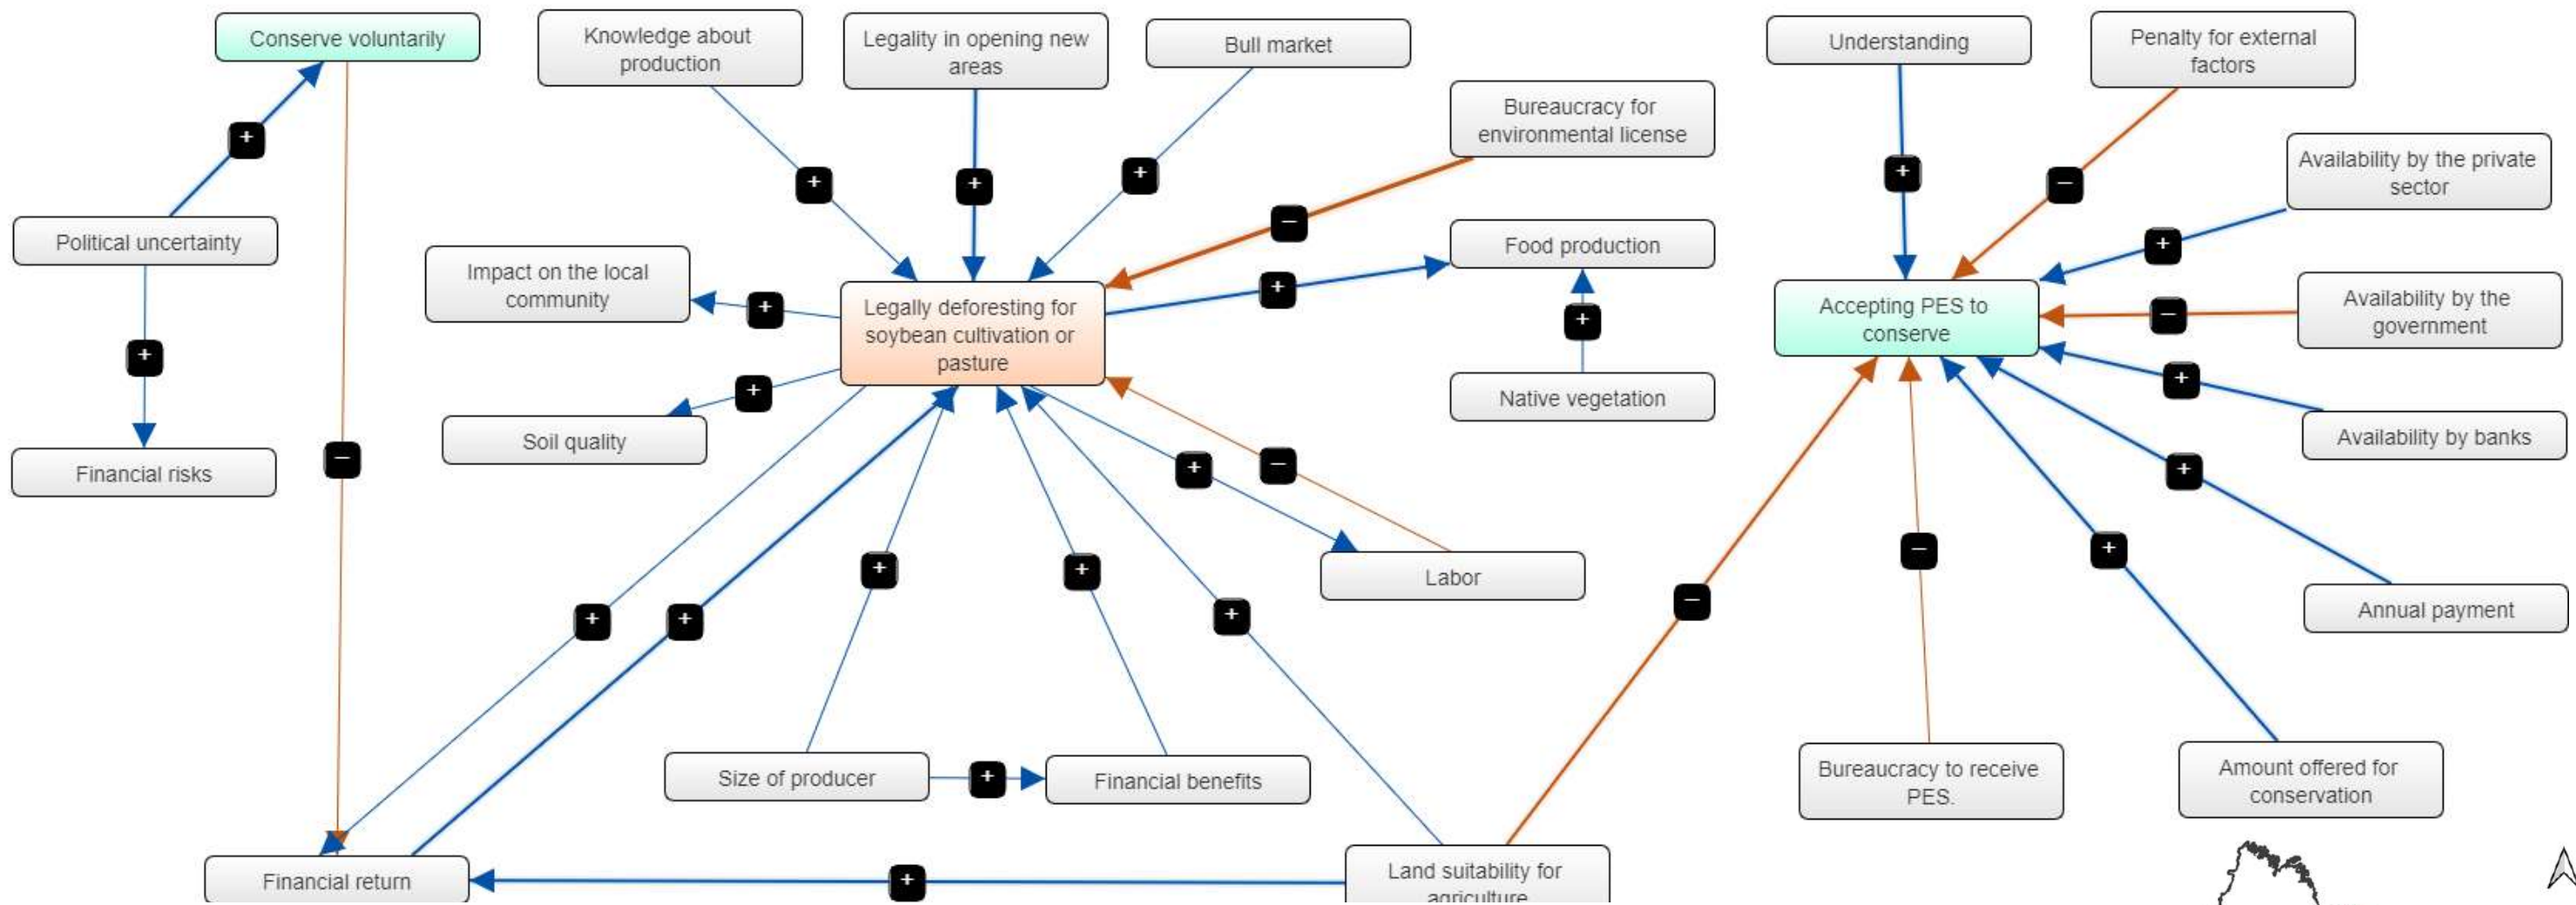 Conserve voluntarily
Knowledge about
production
Legality in opening new
areas
Bull market
Understanding
Penalty for external
factors
Bureaucracy for
environmental license
Availability by the private
sector
+
+
+
+
+
−
−
Political uncertainty
Impact on the local
community
Food production
+
Availability by the
government
Legally deforesting for
soybean cultivation or
pasture
Accepting PES to
conserve
+
+
+
−
+
Native vegetation
+
Availability by banks
+
Soil quality
Financial risks
−
+
−
+
Labor
+
+
−
+
Annual payment
+
+
+
−
Size of producer
+
Financial benefits
Bureaucracy to receive
PES.
Amount offered for
conservation
Financial return
+
Land suitability for
agriculture